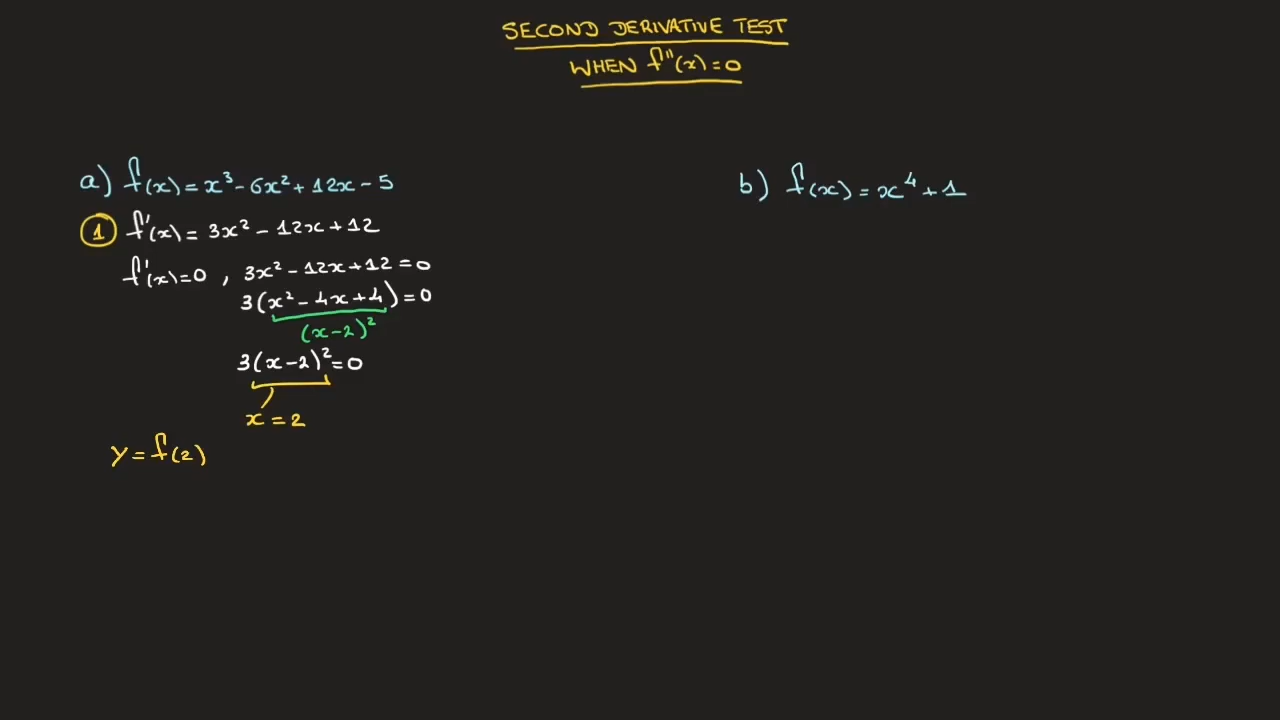 SECOND DERIVATIVE TEST
WHEN f''(x)=0
a) f(x)=x³-6x²+12x-5
1 f'(x)=3x²-12x+12
f'(x)=0 , 3x²-12x+12=0
3(x²-4x+4)=0
(x-2)²
3(x-2)²=0
x=2
y=f(2)
b) f(x)=x⁴+1